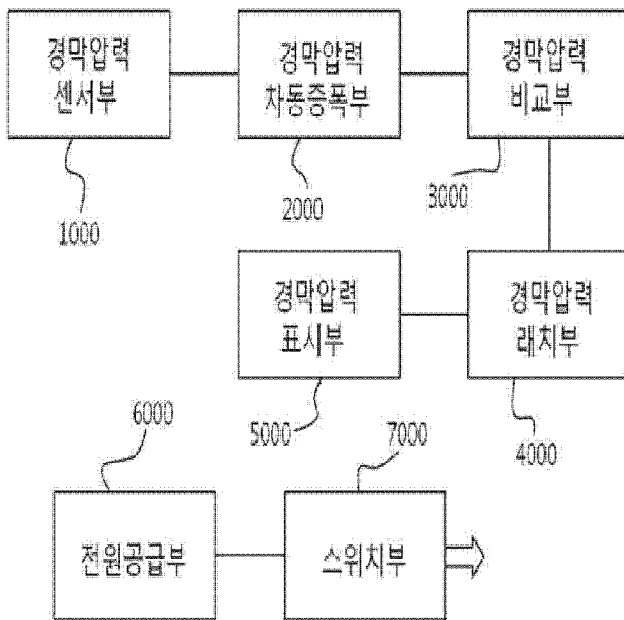 경막압력
센서부
경막압력
차동증폭부
경막압력
비교부
1000
2000
3000
경막압력
표시부
경막압력
래치부
5000
4000
6000
7000
전원공급부
스위치부